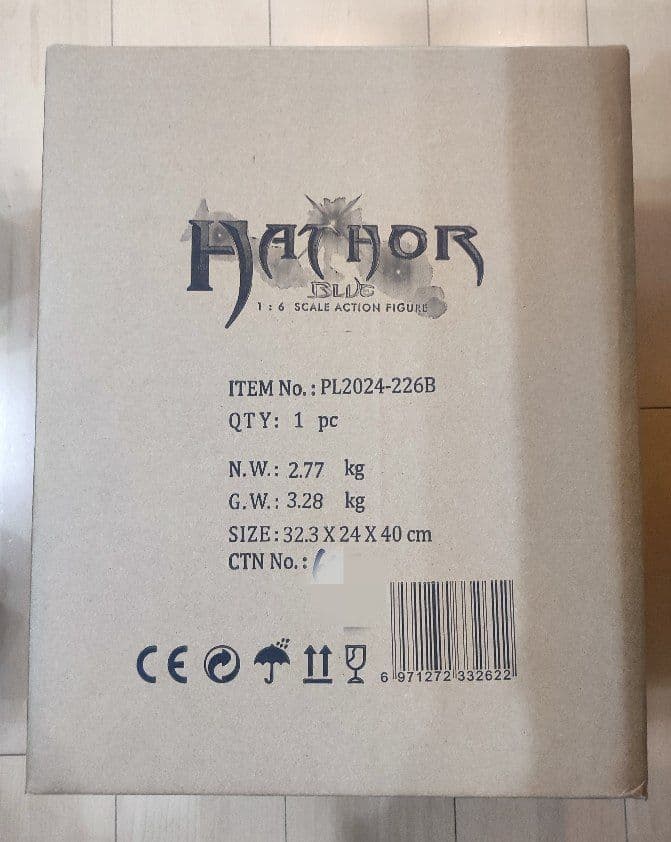 HATHOR
BLUE
1 : 6 SCALE ACTION FIGURE
ITEM No.: PL2024-226B
QTY: 1 pc
N.W.: 2.77 kg
G.W.: 3.28 kg
SIZE: 32.3 X 24 X 40 cm
CTN No.:
CE
6 971272 332622